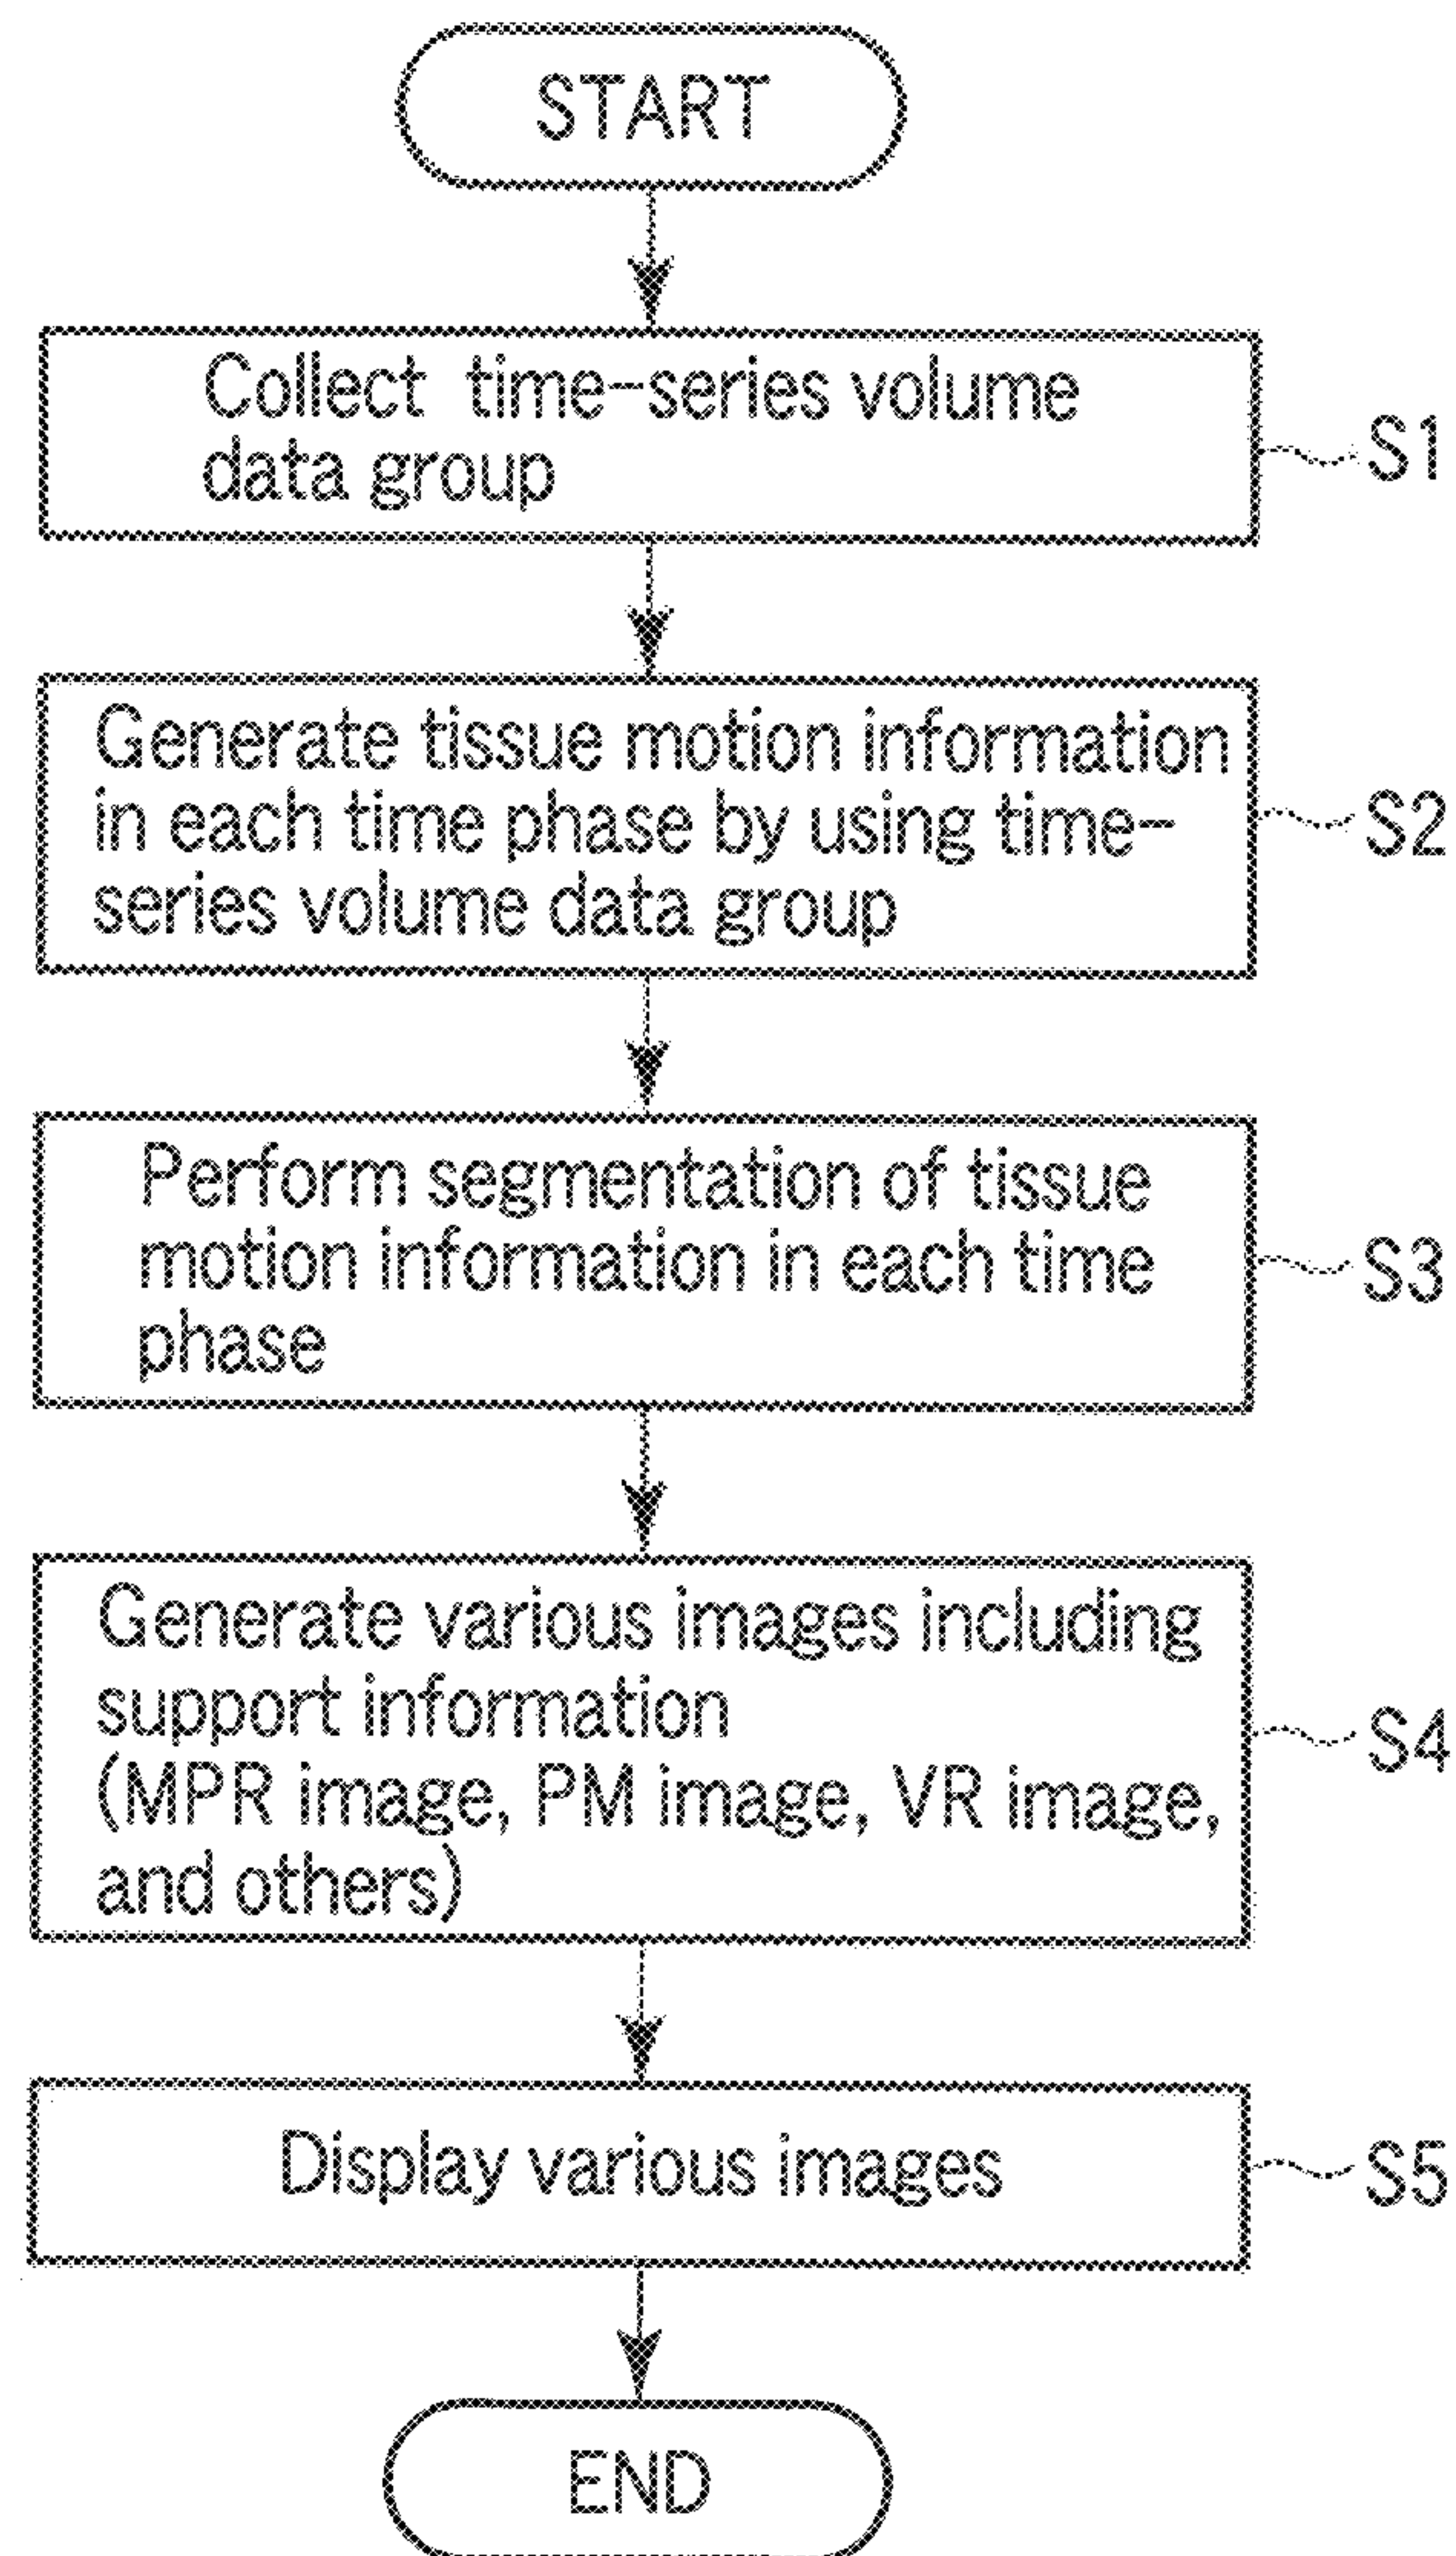 START
Collect time-series volume
data group
S1
Generate tissue motion information
in each time phase by using time-
series volume data group
S2
Perform segmentation of tissue
motion information in each time
phase
S3
Generate various images including
support information
(MPR image, PM image, VR image,
and others)
S4
Display various images
S5
END